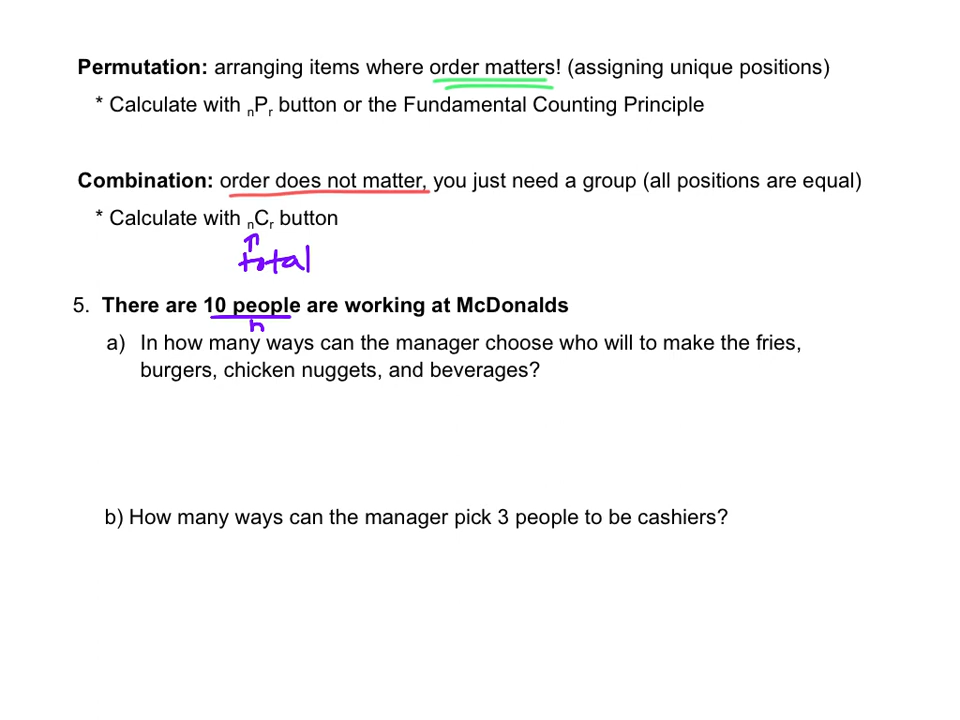 Permutation: arranging items where order matters! (assigning unique positions)
* Calculate with nPr button or the Fundamental Counting Principle
Combination: order does not matter, you just need a group (all positions are equal)
* Calculate with nCr button
total
5. There are 10 people are working at McDonalds
n
a) In how many ways can the manager choose who will to make the fries,
burgers, chicken nuggets, and beverages?
b) How many ways can the manager pick 3 people to be cashiers?